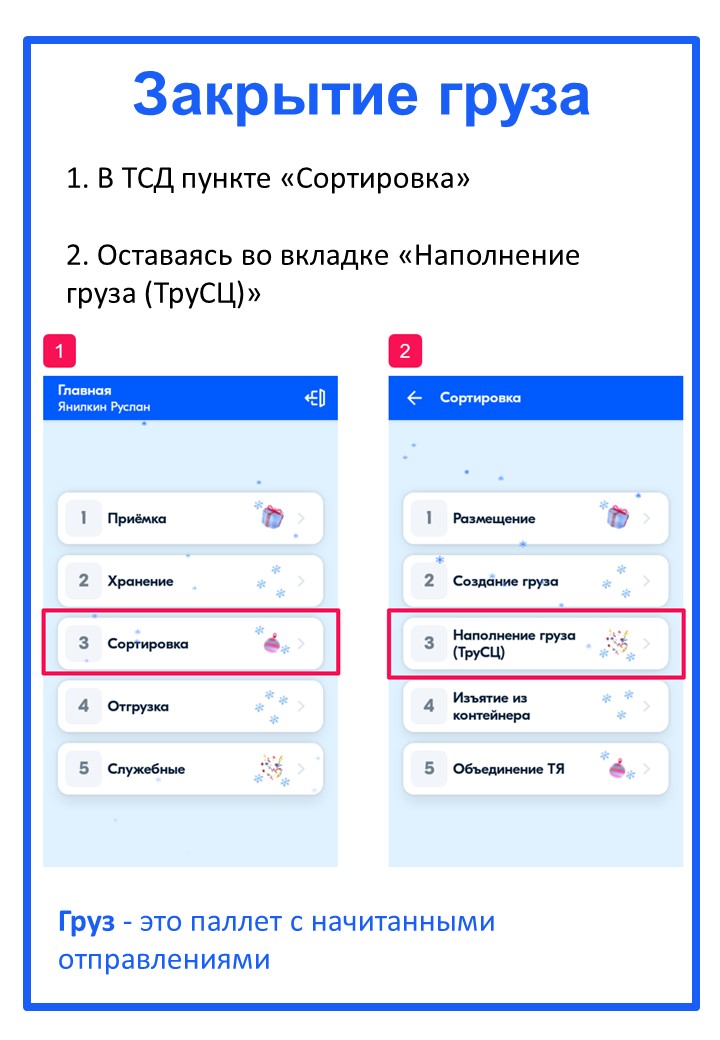 Закрытие груза
1. В ТСД пункте «Сортировка»
2. Оставаясь во вкладке «Наполнение
груза (ТруСЦ)»
1
Главная
Янилкин Руслан
1 Приёмка
2 Хранение
3 Сортировка
4 Отгрузка
5 Служебные
2
Сортировка
1 Размещение
2 Создание груза
3 Наполнение груза
(ТруСЦ)
4 Изъятие из
контейнера
5 Объединение ТЯ
Груз - это паллет с начитанными
отправлениями